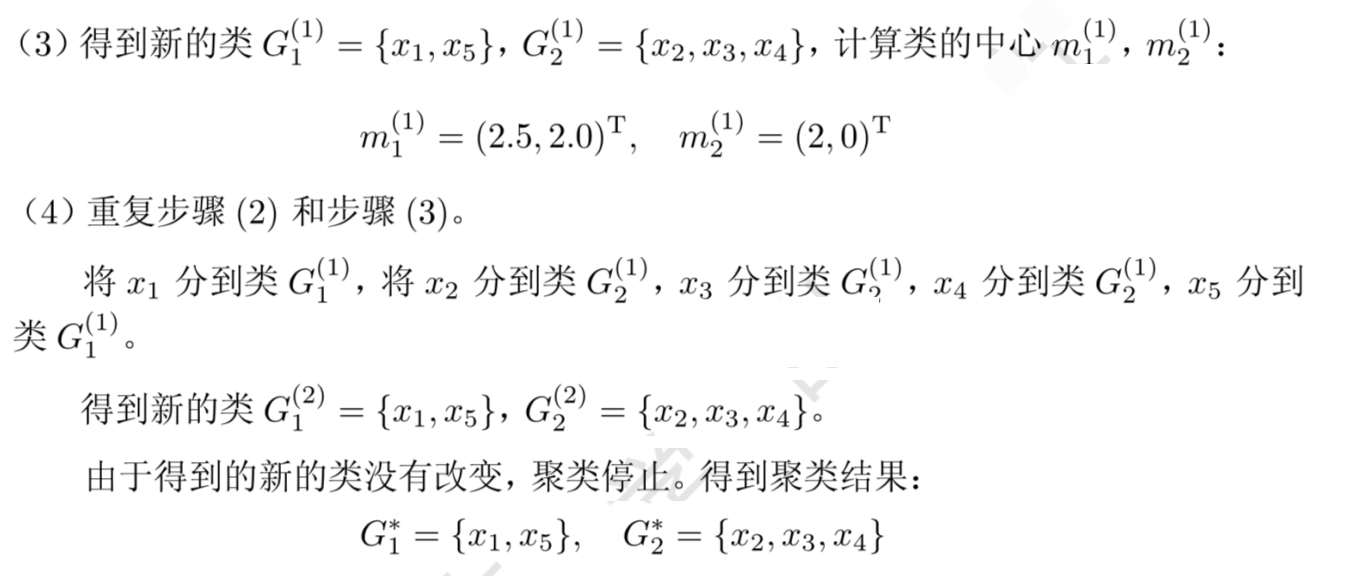 （3）得到新的类 $G_1^{(1)} = \{x_1, x_5\}$，$G_2^{(1)} = \{x_2, x_3, x_4\}$，计算类的中心 $m_1^{(1)}$，$m_2^{(1)}$：
$m_1^{(1)} = (2.5, 2.0)^{\mathrm{T}}, \quad m_2^{(1)} = (2, 0)^{\mathrm{T}}$
（4）重复步骤 (2) 和步骤 (3)。
将 $x_1$ 分到类 $G_1^{(1)}$，将 $x_2$ 分到类 $G_2^{(1)}$，$x_3$ 分到类 $G_2^{(1)}$，$x_4$ 分到类 $G_2^{(1)}$，$x_5$ 分到
类 $G_1^{(1)}$。
得到新的类 $G_1^{(2)} = \{x_1, x_5\}$，$G_2^{(2)} = \{x_2, x_3, x_4\}$。
由于得到的新的类没有改变，聚类停止。得到聚类结果：
$G_1^* = \{x_1, x_5\}, \quad G_2^* = \{x_2, x_3, x_4\}$